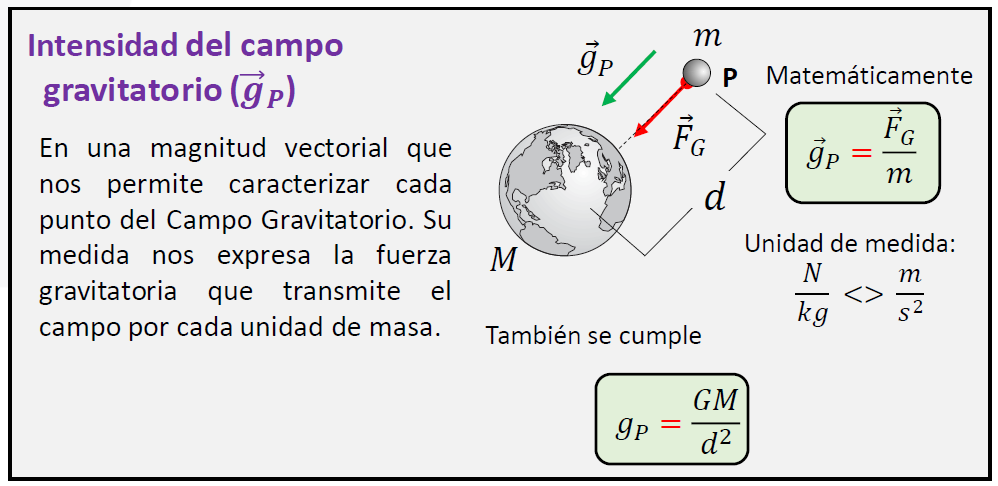 Intensidad del campo
gravitatorio (\vec{g}_P)
En una magnitud vectorial que
nos permite caracterizar cada
punto del Campo Gravitatorio. Su
medida nos expresa la fuerza
gravitatoria que transmite el
campo por cada unidad de masa.
\vec{g}_P
m
P
\vec{F}_G
d
M
Matemáticamente
\vec{g}_P = \frac{\vec{F}_G}{m}
Unidad de medida:
\frac{N}{kg} <> \frac{m}{s^2}
También se cumple
g_P = \frac{GM}{d^2}